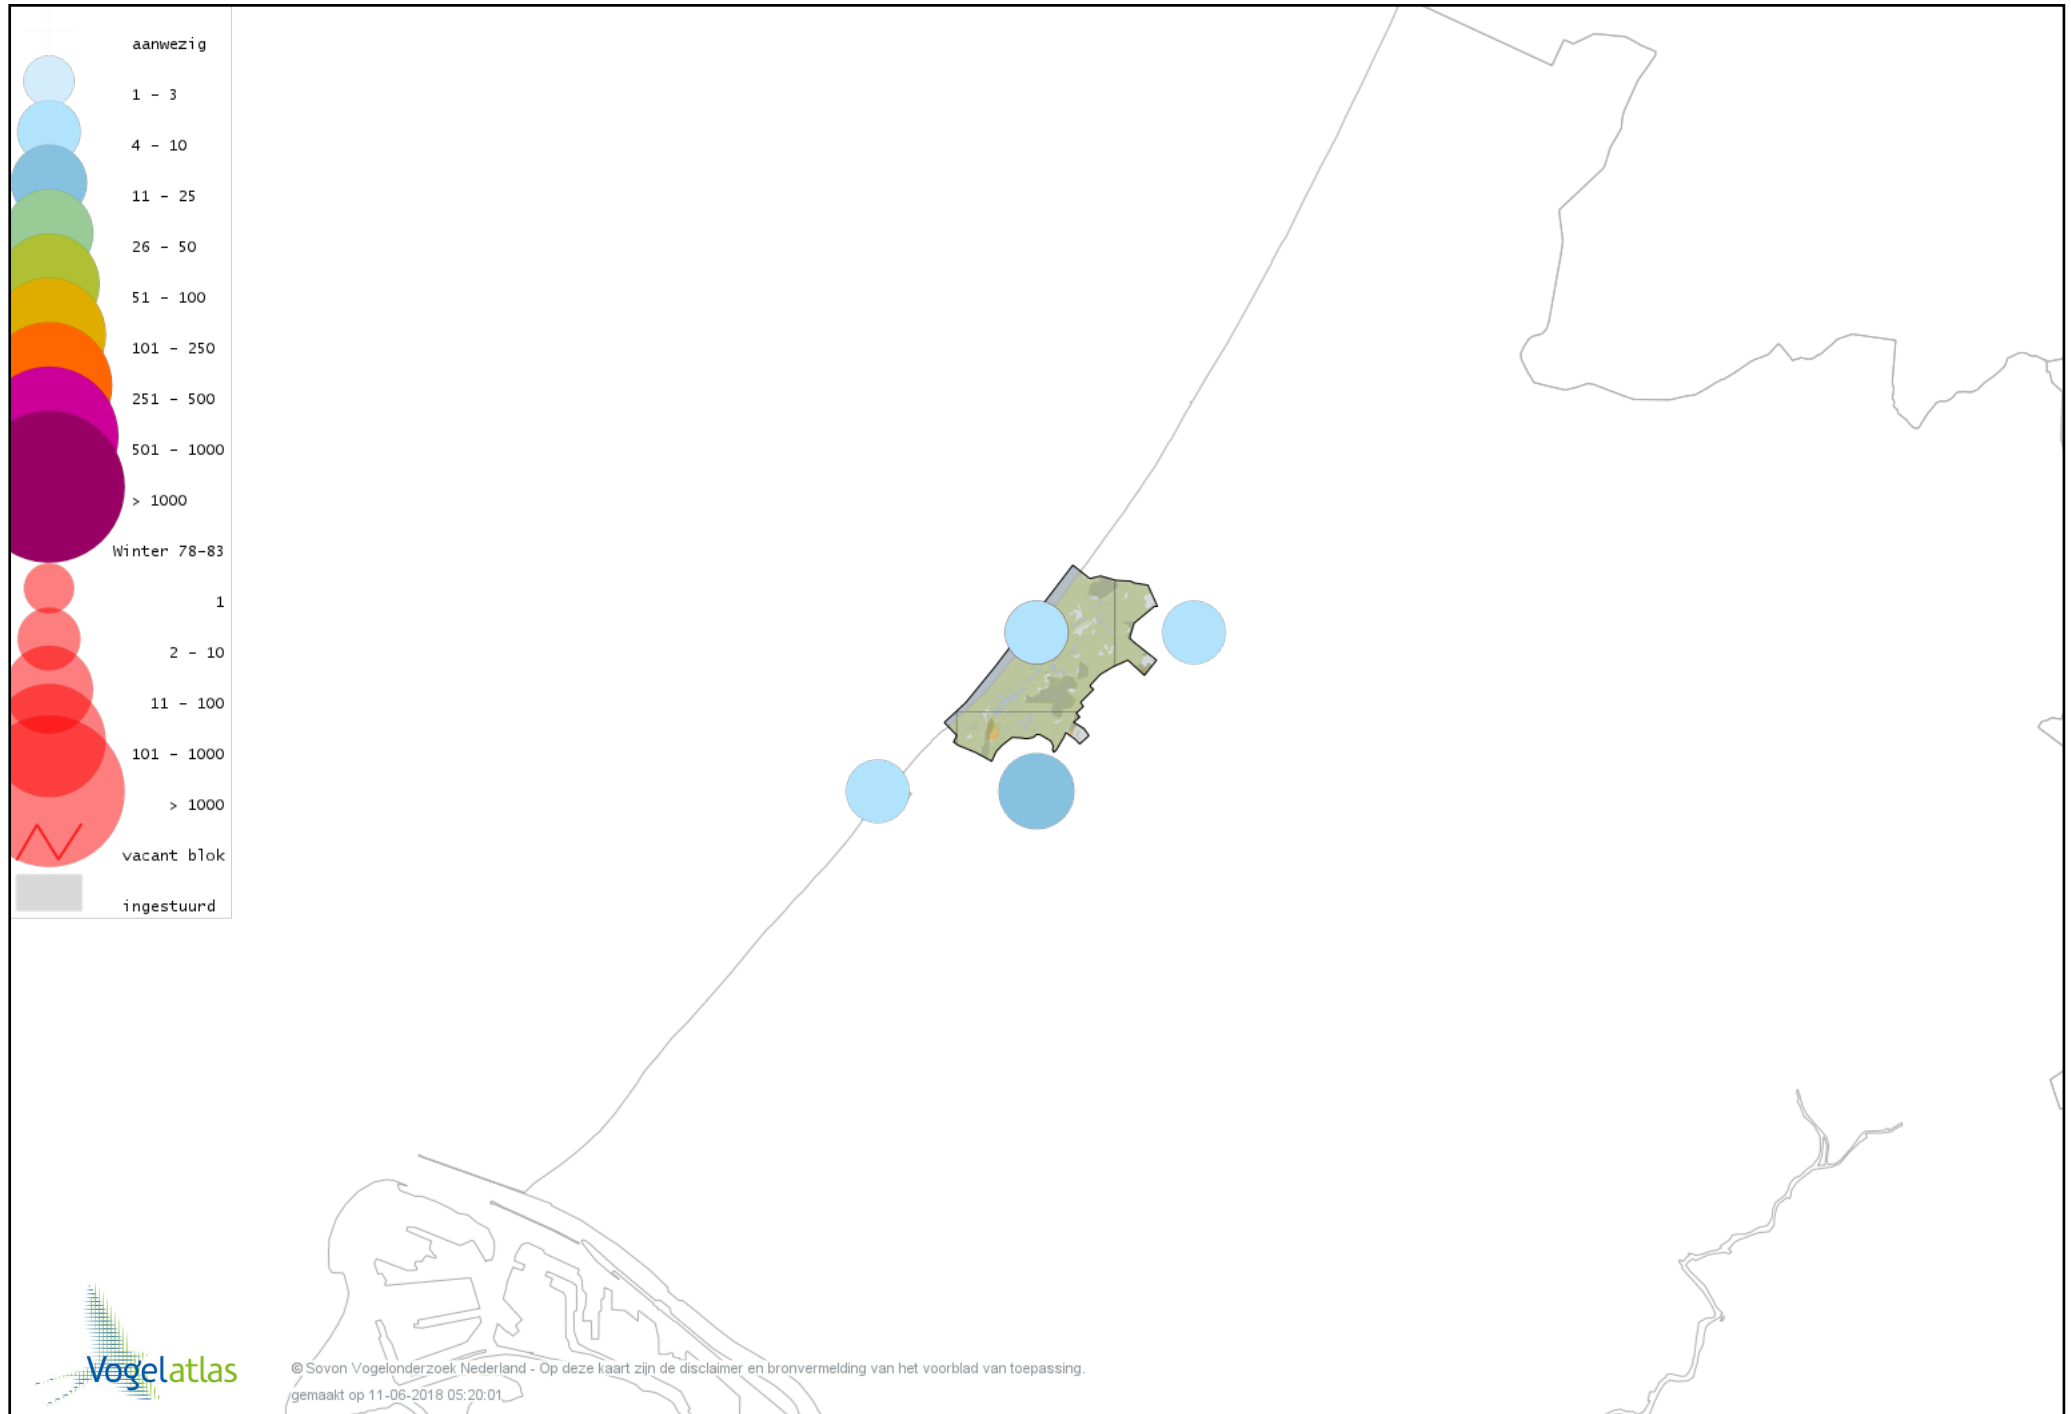 aanwezig
1 - 3
4 - 10
11 - 25
26 - 50
51 - 100
101 - 250
251 - 500
501 - 1000
> 1000
Winter 78-83
1
2 - 10
11 - 100
101 - 1000
> 1000
vacant blok
ingestuurd
Vogelatlas
© Sovon Vogelonderzoek Nederland - Op deze kaart zijn de disclaimer en bronvermelding van het voorblad van toepassing.
gemaakt op 11-06-2018 05:20:01